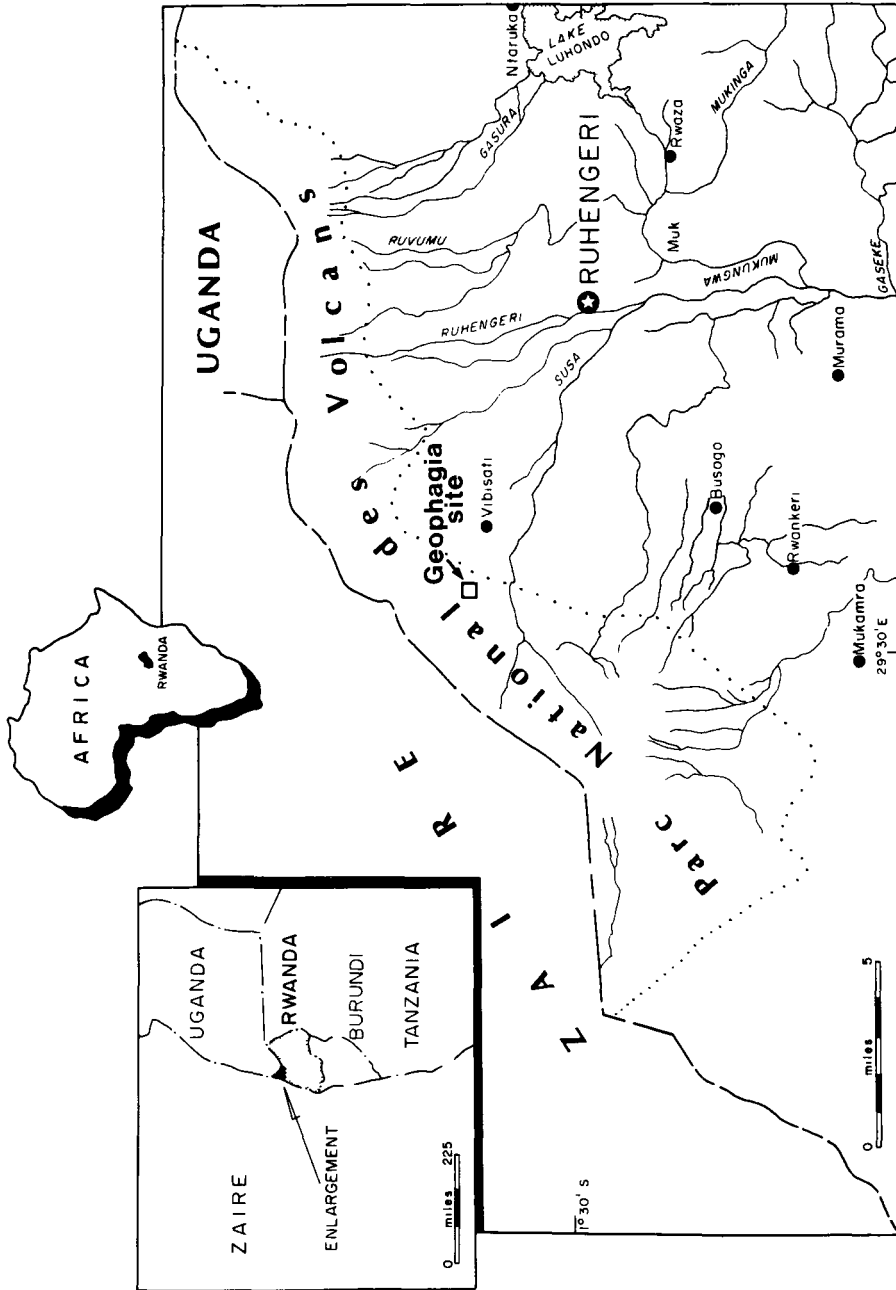 AFRICA
RWANDA
ZAIRE
UGANDA
RWANDA
BURUNDI
TANZANIA
ENLARGEMENT
0 miles 225
UGANDA
ZAIRE
Parc National des Volcans
Geophagia
site
Vibisati
Ntaruka
LAKE
LUHONDO
GASURA
RUVUMU
RUHENGERI
RUHENGERI
SUSA
Muk
MUKUNGWA
Rwaza
MUKINGA
GASEKE
Murama
Busogo
Rwankeri
Mukamra
29°30'E
1°30'S
0 miles 5